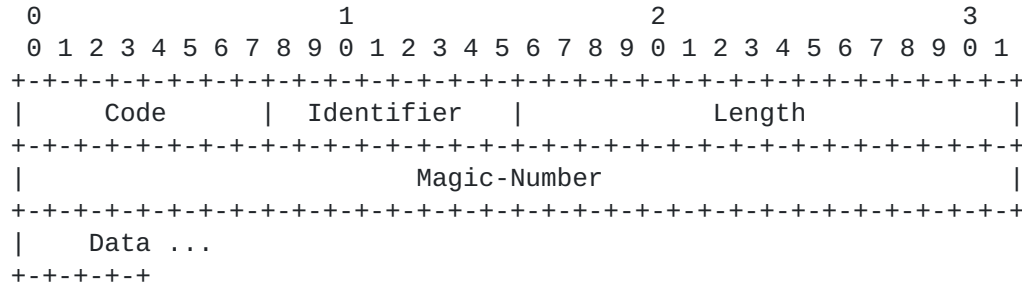 0                   1                   2                   3
 0 1 2 3 4 5 6 7 8 9 0 1 2 3 4 5 6 7 8 9 0 1 2 3 4 5 6 7 8 9 0 1
+-+-+-+-+-+-+-+-+-+-+-+-+-+-+-+-+-+-+-+-+-+-+-+-+-+-+-+-+-+-+-+-+
|     Code      |  Identifier   |            Length             |
+-+-+-+-+-+-+-+-+-+-+-+-+-+-+-+-+-+-+-+-+-+-+-+-+-+-+-+-+-+-+-+-+
|                         Magic-Number                          |
+-+-+-+-+-+-+-+-+-+-+-+-+-+-+-+-+-+-+-+-+-+-+-+-+-+-+-+-+-+-+-+-+
|    Data ...
+-+-+-+-+